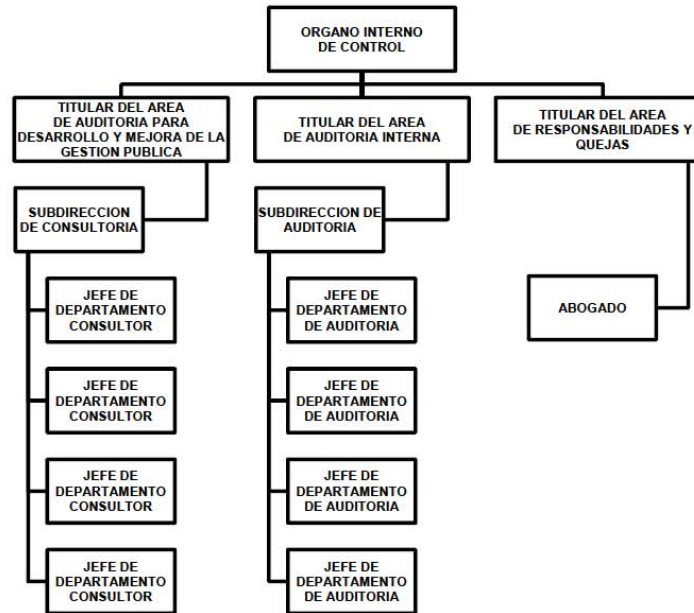 ORGANO INTERNO
DE CONTROL
TITULAR DEL AREA
DE AUDITORIA PARA
DESARROLLO Y MEJORA DE LA
GESTION PUBLICA
TITULAR DEL AREA
DE AUDITORIA INTERNA
TITULAR DEL AREA
DE RESPONSABILIDADES Y
QUEJAS
SUBDIRECCION
DE CONSULTORIA
JEFE DE
DEPARTAMENTO
CONSULTOR
JEFE DE
DEPARTAMENTO
CONSULTOR
JEFE DE
DEPARTAMENTO
CONSULTOR
JEFE DE
DEPARTAMENTO
CONSULTOR
SUBDIRECCION DE
AUDITORIA
JEFE DE
DEPARTAMENTO
DE AUDITORIA
JEFE DE
DEPARTAMENTO
DE AUDITORIA
JEFE DE
DEPARTAMENTO
DE AUDITORIA
JEFE DE
DEPARTAMENTO
DE AUDITORIA
ABOGADO